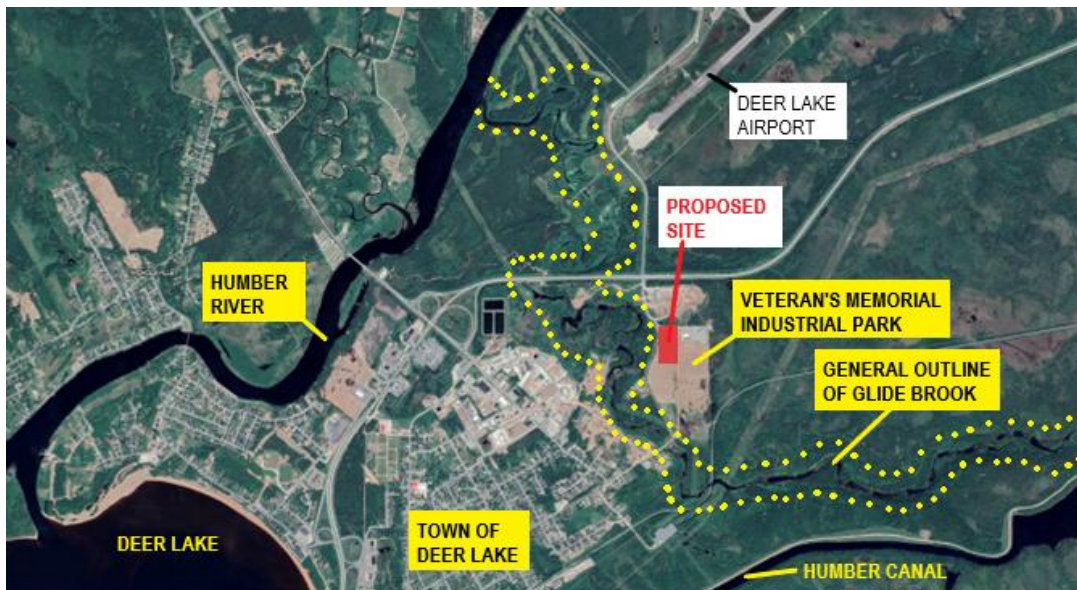 DEER LAKE
AIRPORT
PROPOSED
SITE
HUMBER
RIVER
VETERAN'S MEMORIAL
INDUSTRIAL PARK
GENERAL OUTLINE
OF GLIDE BROOK
TOWN OF
DEER LAKE
DEER LAKE
HUMBER CANAL